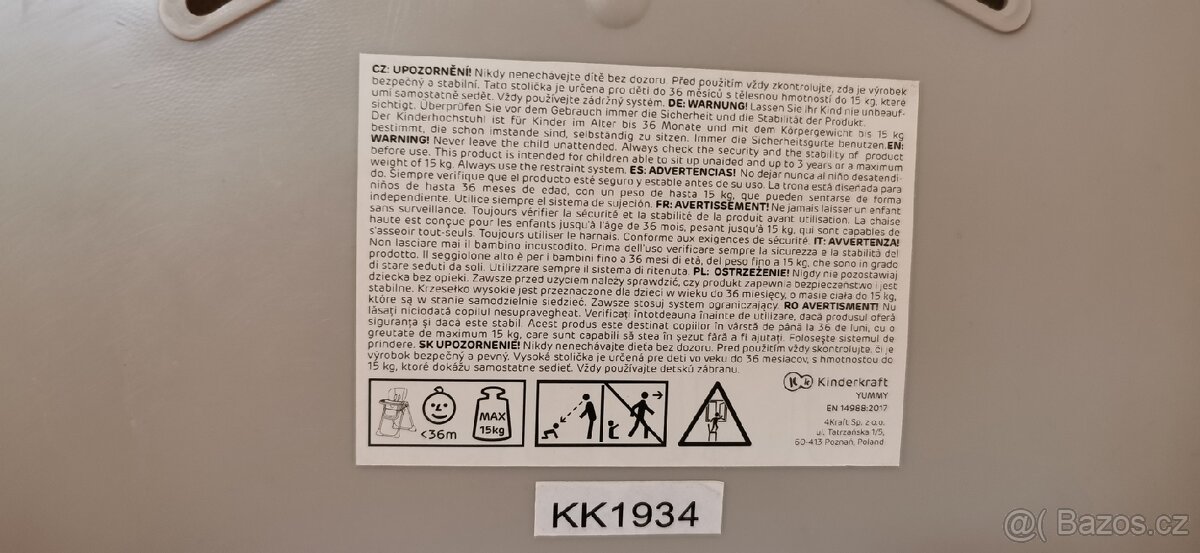 CZ: UPOZORNĚNÍ! Nikdy nenechávejte dítě bez dozoru. Před použitím vždy zkontrolujte, zda je výrobek
bezpečný a stabilní. Tato stolička je určena pro děti do 36 měsíců s tělesnou hmotností do 15 kg, které
umí samostatně sedět. Vždy používejte zádržný systém. DE: WARNUNG! Lassen Sie Ihr Kind nie unbeauf-
sichtigt. Überprüfen Sie vor dem Gebrauch immer die Sicherheit und die Stabilität der Produkt.
Der Kinderhochstuhl ist für Kinder im Alter bis 36 Monate und mit dem Körpergewicht bis 15 kg
bestimmt, die schon imstande sind, selbständig zu sitzen. Immer die Sicherheitsgurte benutzen. EN:
WARNING! Never leave the child unattended. Always check the security and the stability of product
before use. This product is intended for children able to sit up unaided and up to 3 years or a maximum
weight of 15 kg. Always use the restraint system. ES: ADVERTENCIAS! No dejar nunca al niño desatendi-
do. Siempre verifique que el producto esté seguro y estable antes de su uso. La trona está diseñada para
niños de hasta 36 meses de edad, con un peso de hasta 15 kg, que pueden sentarse de forma
independiente. Utilice siempre el sistema de sujeción. FR: AVERTISSEMENT! Ne jamais laisser un enfant
sans surveillance. Toujours vérifier la sécurité et la stabilité de la produit avant utilisation. La chaise
haute est conçue pour les enfants jusqu'à l'âge de 36 mois, pesant jusqu'à 15 kg, qui sont capables de
s'asseoir tout-seuls. Toujours utiliser le harnais. Conforme aux exigences de sécurité. IT: AVVERTENZA!
Non lasciare mai il bambino incustodito. Prima dell'uso verificare sempre la sicurezza e la stabilità del
prodotto. Il seggiolone alto è per i bambini fino a 36 mesi di età, del peso fino a 15 kg, che sono in grado
di stare seduti da soli. Utilizzare sempre il sistema di ritenuta. PL: OSTRZEŻENIE! Nigdy nie pozostawiaj
dziecka bez opieki. Zawsze przed użyciem należy sprawdzić, czy produkt zapewnia bezpieczeństwo i jest
stabilne. Krzesełko wysokie jest przeznaczone dla dzieci w wieku do 36 miesięcy, o masie ciała do 15 kg,
które są w stanie samodzielnie siedzieć. Zawsze stosuj system ograniczający. RO AVERTISMENT! Nu
lăsați niciodată copilul nesupravegheat. Verificați întotdeauna înainte de utilizare, dacă produsul oferă
siguranța și dacă este stabil. Acest produs este destinat copiilor în vârstă de până la 36 de luni, cu o
greutate de maximum 15 kg, care sunt capabili să stea în șezut fără a fi ajutați. Folosește sistemul de
prindere. SK UPOZORNENIE! Nikdy nenechávajte dieťa bez dozoru. Pred použitím vždy skontrolujte, či je
výrobok bezpečný a pevný. Vysoká stolička je určená pre deti vo veku do 36 mesiacov, s hmotnosťou do
15 kg, ktoré dokážu samostatne sedieť. Vždy používajte detskú zábranu.
<36m
MAX
15kg
Kinderkraft
YUMMY
EN 14988:2017
4Kraft Sp. z o.o.
ul. Tatrzańska 1/5,
60-413 Poznań, Poland
KK1934
@( Bazoš.cz